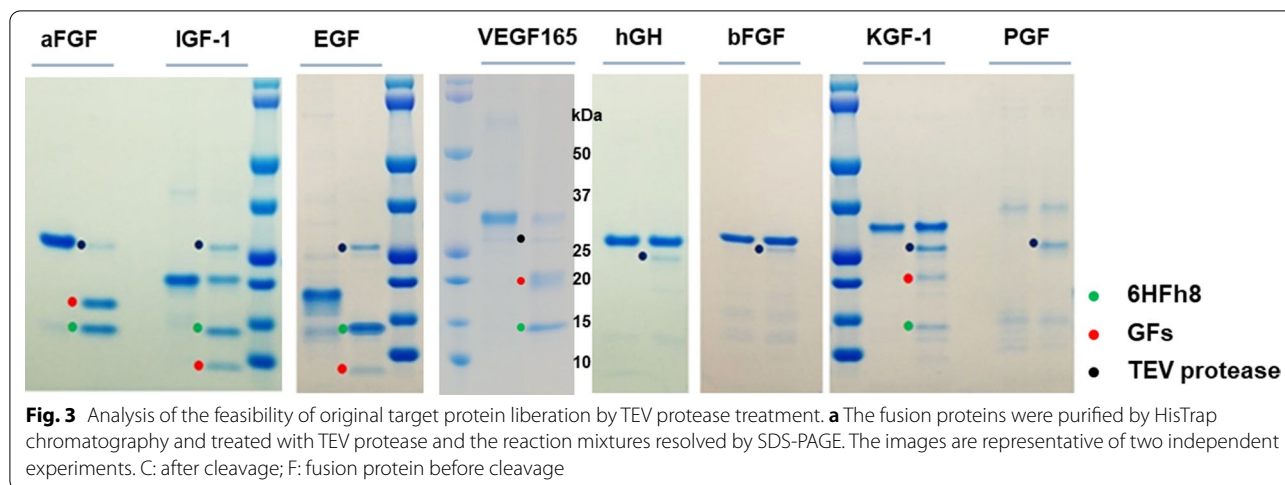 aFGF IGF-1 EGF VEGF165 hGH bFGF KGF-1 PGF
kDa
50
37
25
20
15
10
6HFh8
GFs
TEV protease
Fig. 3 Analysis of the feasibility of original target protein liberation by TEV protease treatment. a The fusion proteins were purified by HisTrap
chromatography and treated with TEV protease and the reaction mixtures resolved by SDS-PAGE. The images are representative of two independent
experiments. C: after cleavage; F: fusion protein before cleavage